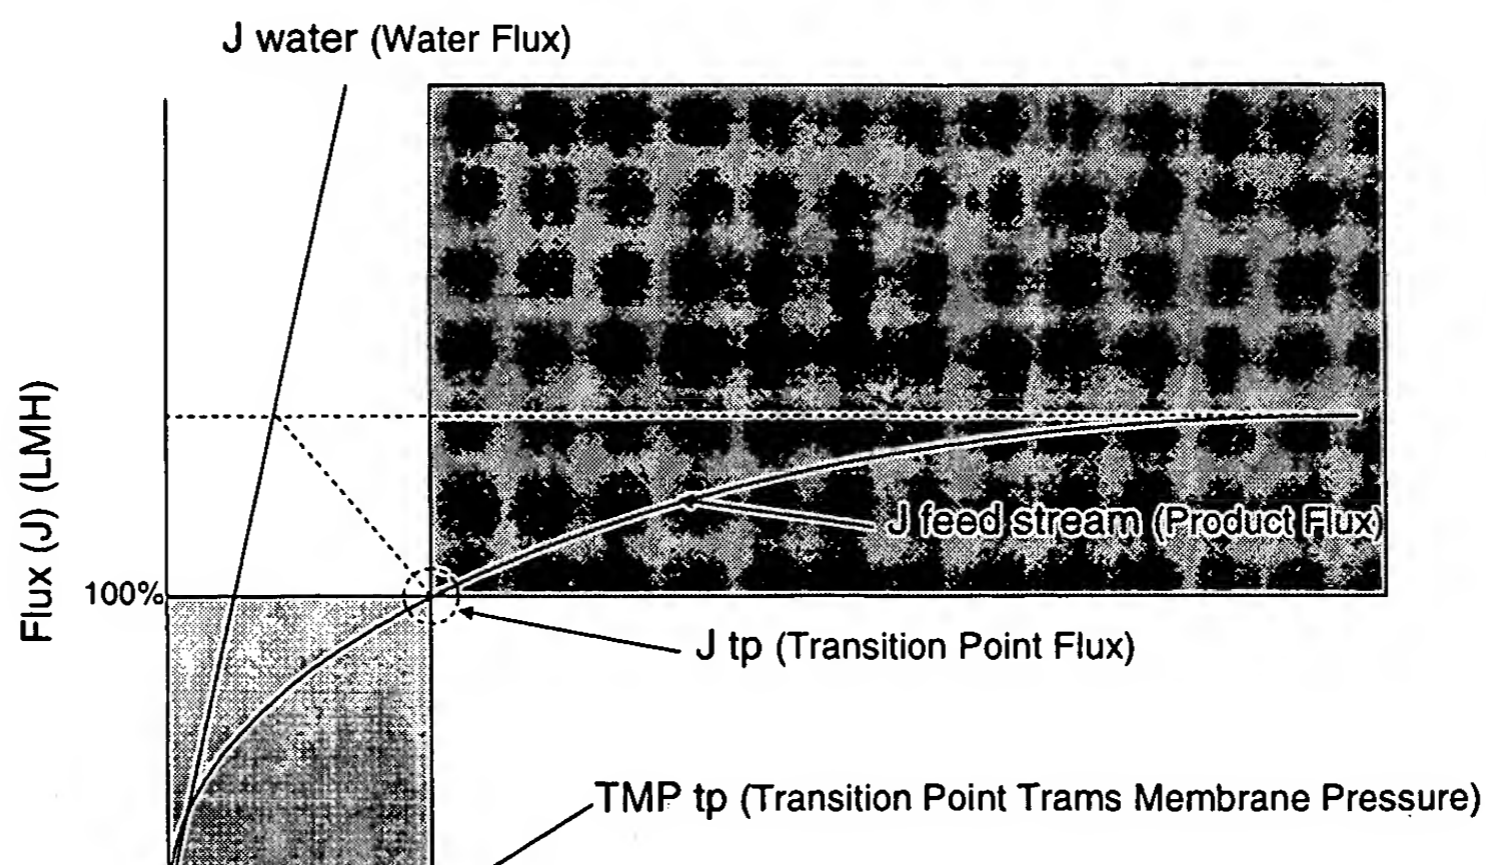 J water (Water Flux)
Flux (J) (LMH)
J feed stream (Product Flux)
100%
J tp (Transition Point Flux)
TMP tp (Transition Point Trams Membrane Pressure)